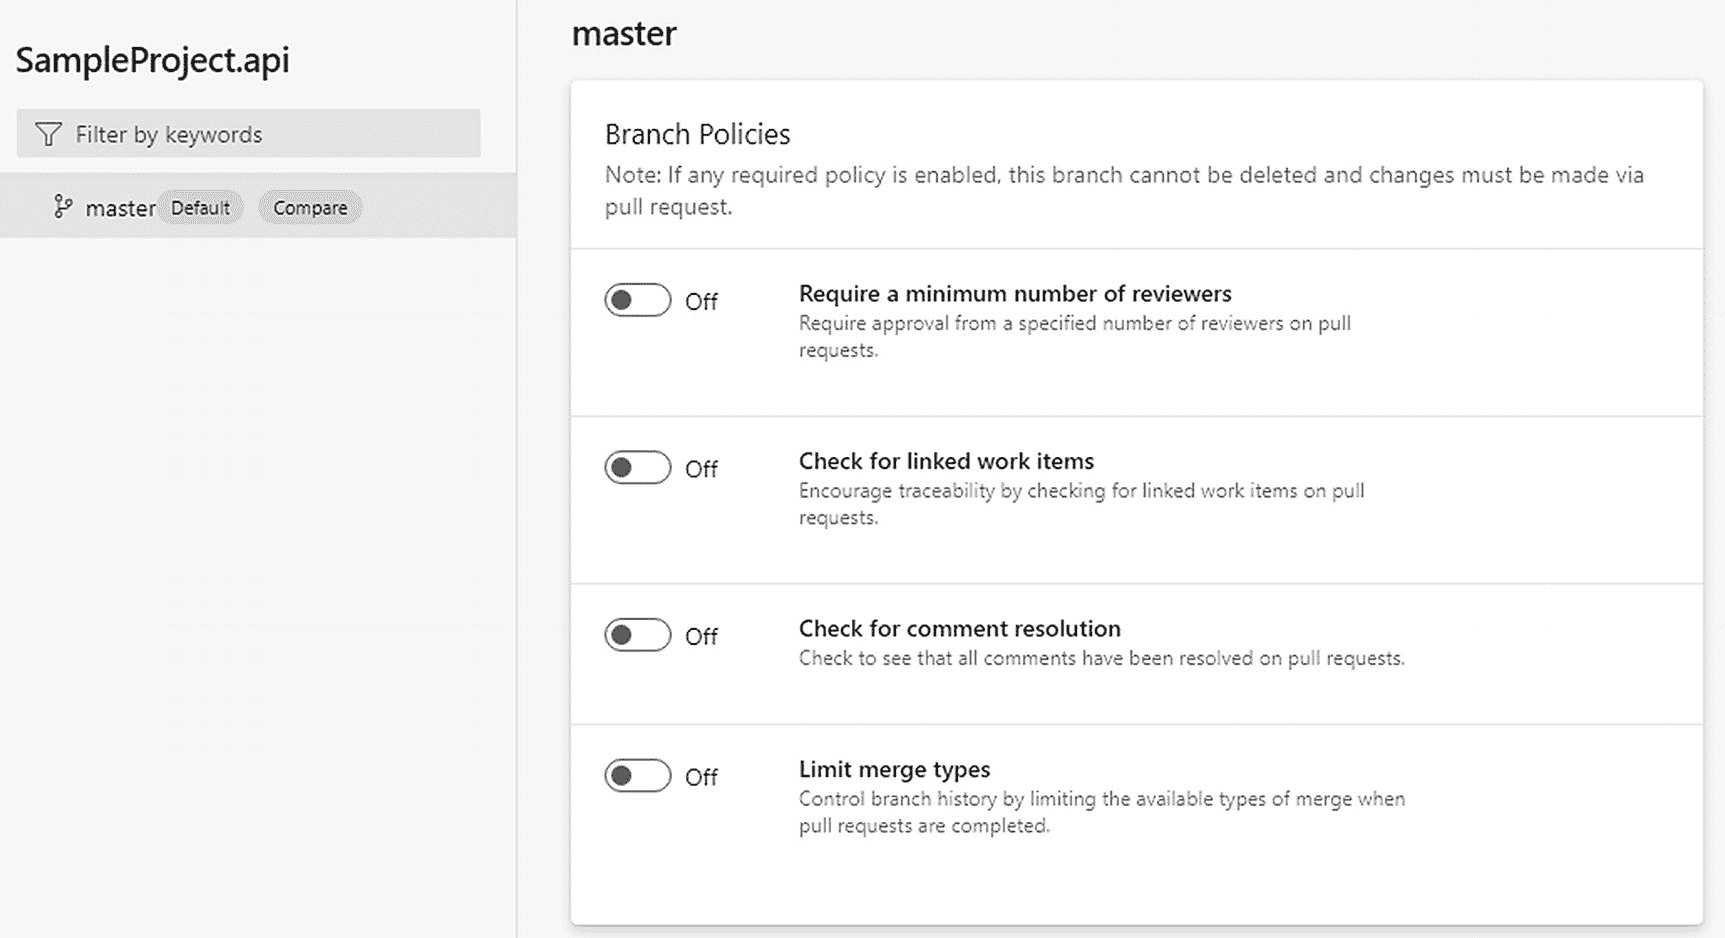 SampleProject.api
Filter by keywords
master Default Compare
master
Branch Policies
Note: If any required policy is enabled, this branch cannot be deleted and changes must be made via
pull request.
Off
Require a minimum number of reviewers
Require approval from a specified number of reviewers on pull
requests.
Off
Check for linked work items
Encourage traceability by checking for linked work items on pull
requests.
Off
Check for comment resolution
Check to see that all comments have been resolved on pull requests.
Off
Limit merge types
Control branch history by limiting the available types of merge when
pull requests are completed.